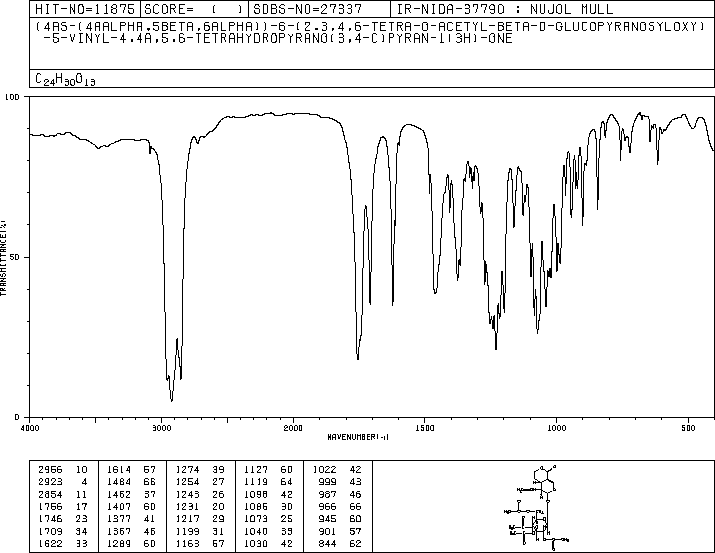 HIT-NO=11875 SCORE= ( ) SDBS-NO=27337 IR-NIDA-37790 : NUJOL MULL
(4AS-(4AALPHA,5BETA,6ALPHA))-6-(2,3,4,6-TETRA-O-ACETYL-BETA-D-GLUCOPYRANOSYLOXY)
-5-VINYL-4,4A,5,6-TETRAHYDROPYRANO(3,4-C)PYRAN-1(3H)-ONE
C24H30O13
100
50
0
TRANSMITTANCE(%)
4000 3000 2000 1500 1000 500
WAVENUMBER(-1)
2956 10 1614 57 1274 39 1127 60 1022 42
2923 4 1484 66 1254 27 1119 64 999 43
2854 11 1462 37 1243 26 1098 42 987 46
1756 17 1407 60 1231 20 1086 30 966 66
1746 23 1377 41 1217 29 1073 25 945 60
1709 34 1367 46 1199 31 1040 33 901 57
1622 33 1289 60 1163 57 1030 42 844 62